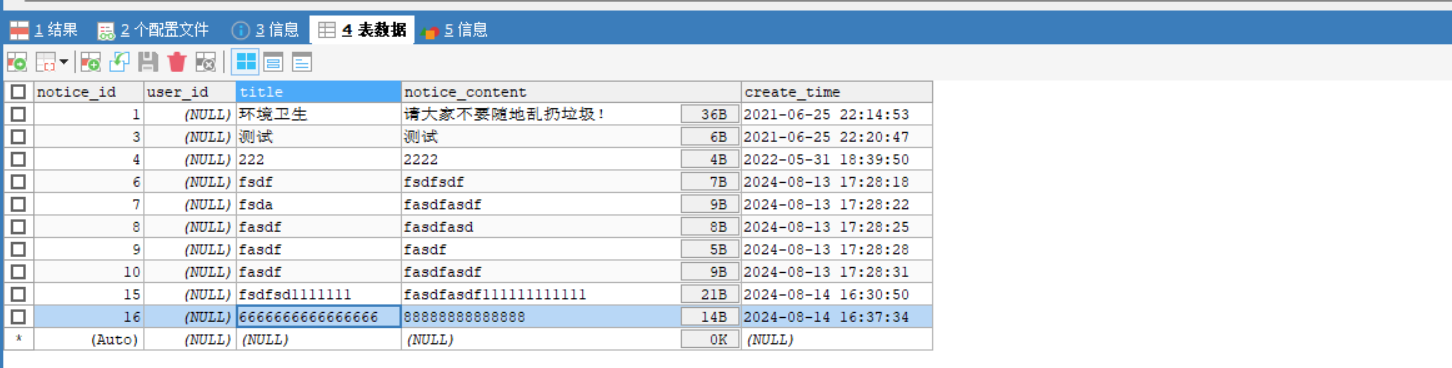 1 结果 2 个配置文件 3 信息 4 表数据 5 信息
notice_id user_id title notice_content create_time
1 (NULL) 环境卫生 请大家不要随地乱扔垃圾! 36B 2021-06-25 22:14:53
3 (NULL) 测试 测试 6B 2021-06-25 22:20:47
4 (NULL) 222 2222 4B 2022-05-31 18:39:50
6 (NULL) fsdf fsdfsdf 7B 2024-08-13 17:28:18
7 (NULL) fsda fasdfasdf 9B 2024-08-13 17:28:22
8 (NULL) fasdf fasdfasd 8B 2024-08-13 17:28:25
9 (NULL) fasdf fasdf 5B 2024-08-13 17:28:28
10 (NULL) fasdf fasdfasdf 9B 2024-08-13 17:28:31
15 (NULL) fsdfsd1111111 fasdfasdf111111111111 21B 2024-08-14 16:30:50
16 (NULL) 6666666666666666 88888888888888 14B 2024-08-14 16:37:34
* (Auto) (NULL) (NULL) (NULL) 0K (NULL)